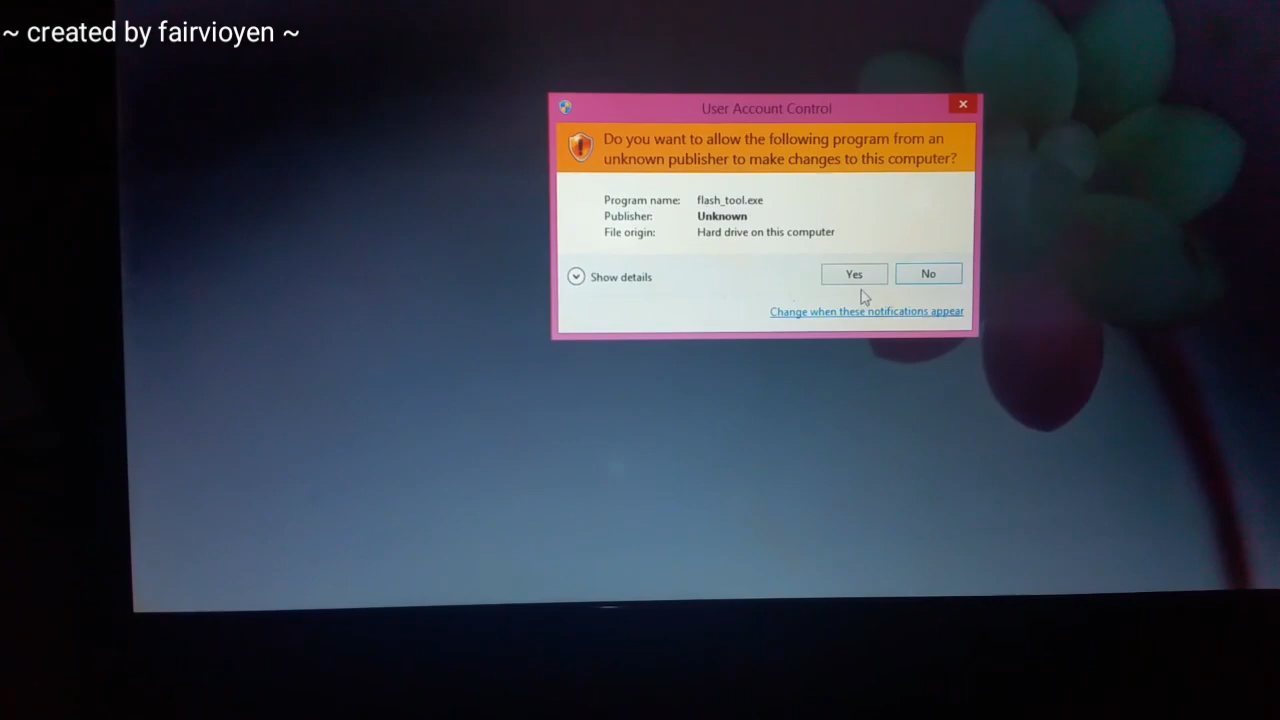 ~ created by fairvioyen ~
User Account Control
Do you want to allow the following program from an
unknown publisher to make changes to this computer?
Program name: flash_tool.exe
Publisher: Unknown
File origin: Hard drive on this computer
Show details
Yes
No
Change when these notifications appear